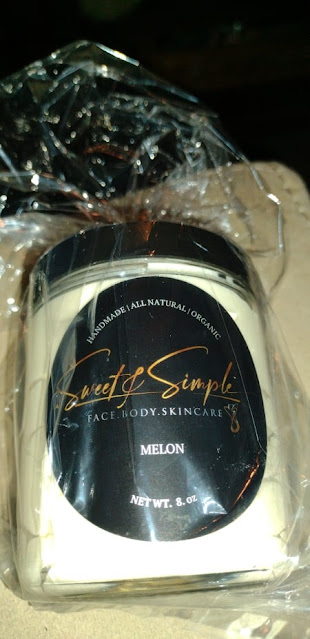 HANDMADE | ALL NATURAL | ORGANIC
Sweet & Simple
FACE.BODY.SKINCARE
MELON
NET WT. 8. oz